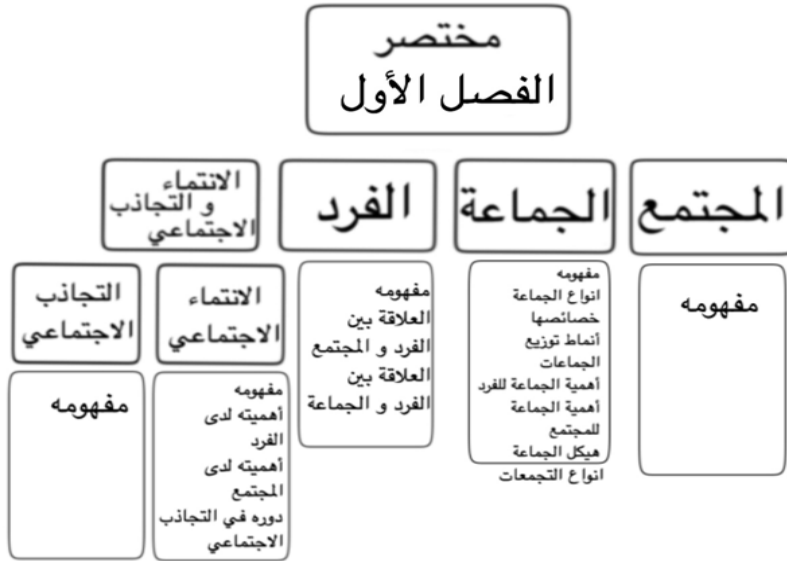 مختصر
الفصل الأول
المجتمع
الجماعة
الفرد
الانتماء
و التجاذب
الاجتماعي
مفهومه
مفهومه
انواع الجماعة
خصائصها
أنماط توزيع
الجماعات
أهمية الجماعة للفرد
أهمية الجماعة
للمجتمع
هيكل الجماعة
انواع التجمعات
مفهومه
العلاقة بين
الفرد و المجتمع
العلاقة بين
الفرد و الجماعة
الانتماء
الاجتماعي
مفهومه
أهميته لدى
الفرد
أهميته لدى
المجتمع
دوره في التجاذب
الاجتماعي
التجاذب
الاجتماعي
مفهومه